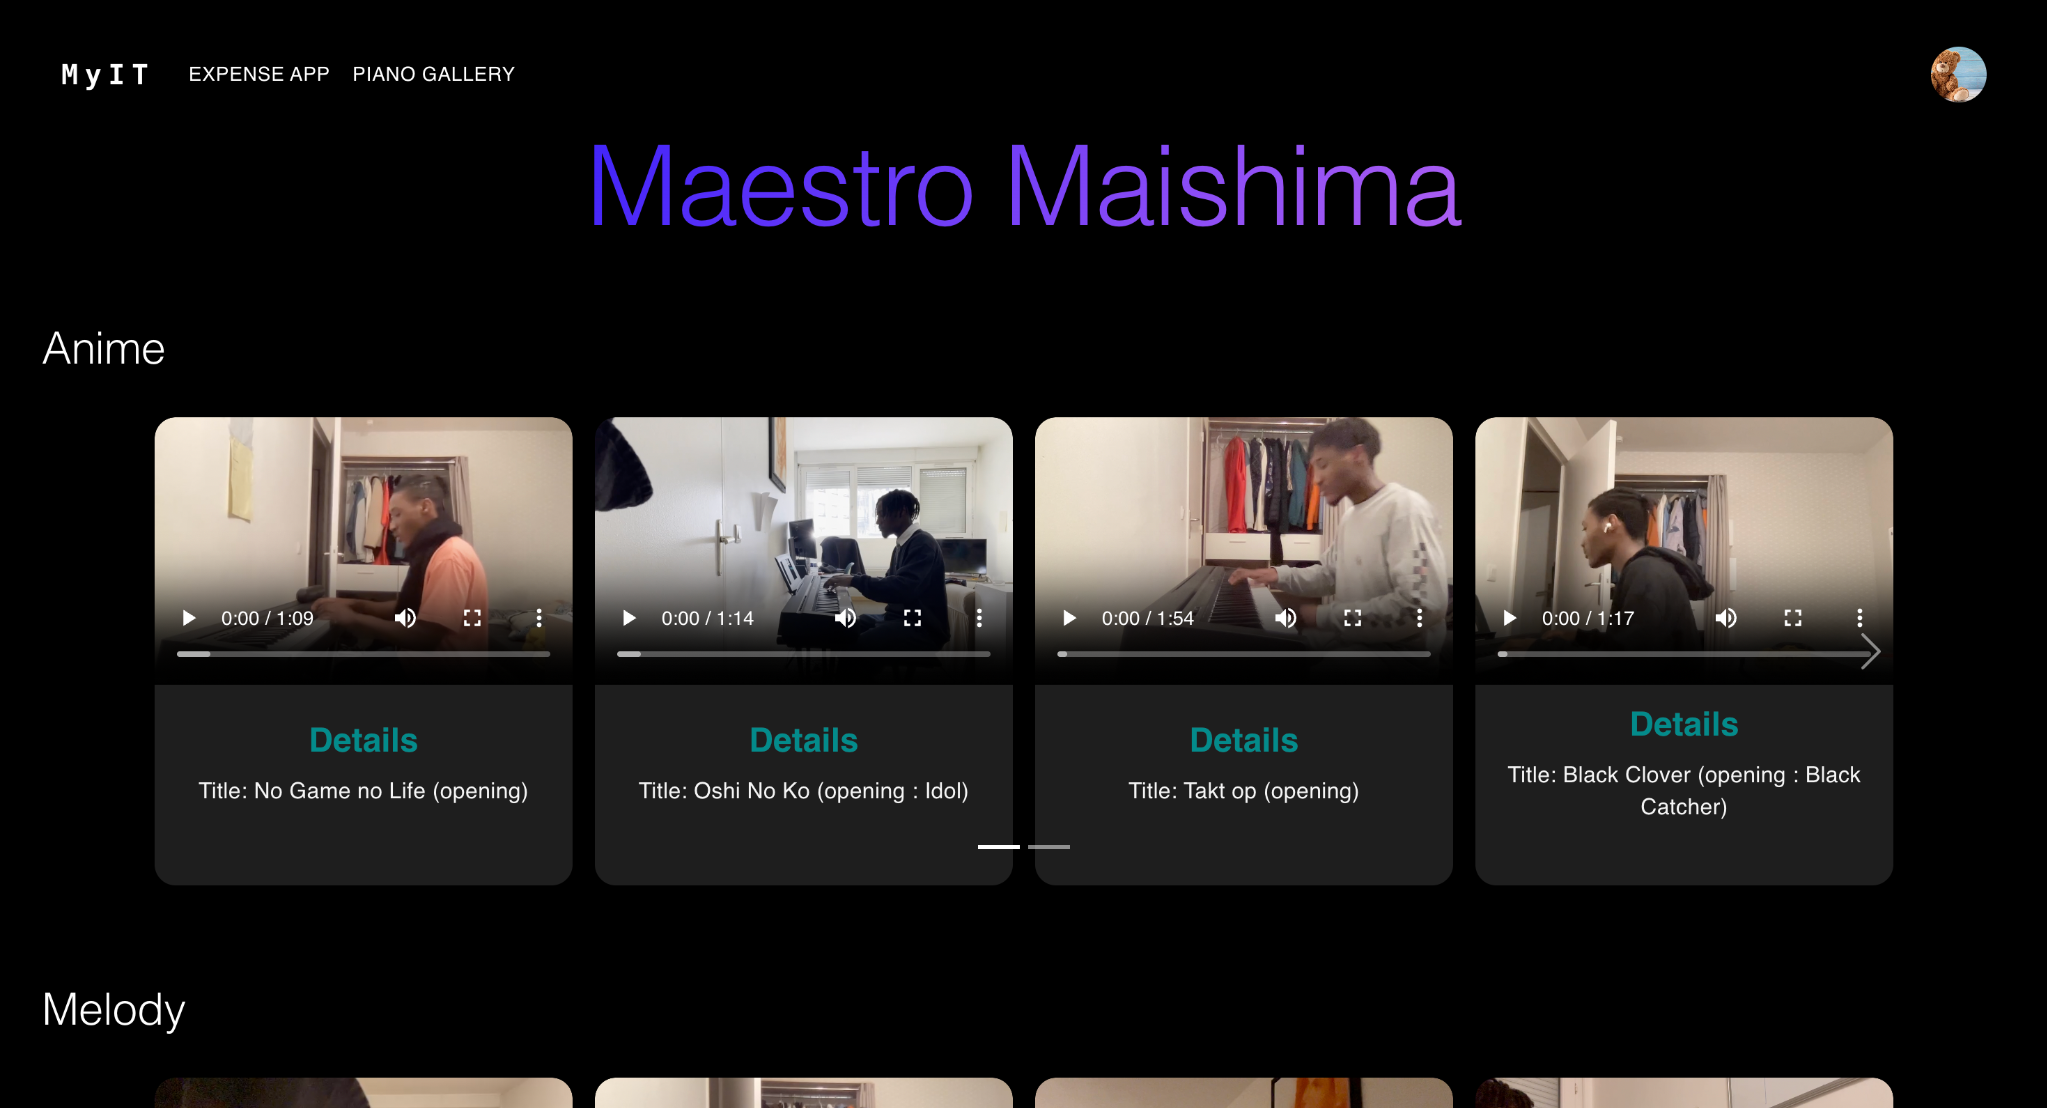 MyIT EXPENSE APP PIANO GALLERY
Maestro Maishima
Anime
0:00 / 1:09
0:00 / 1:14
0:00 / 1:54
0:00 / 1:17
Details
Title: No Game no Life (opening)
Details
Title: Oshi No Ko (opening : Idol)
Details
Title: Takt op (opening)
Details
Title: Black Clover (opening : Black
Catcher)
Melody